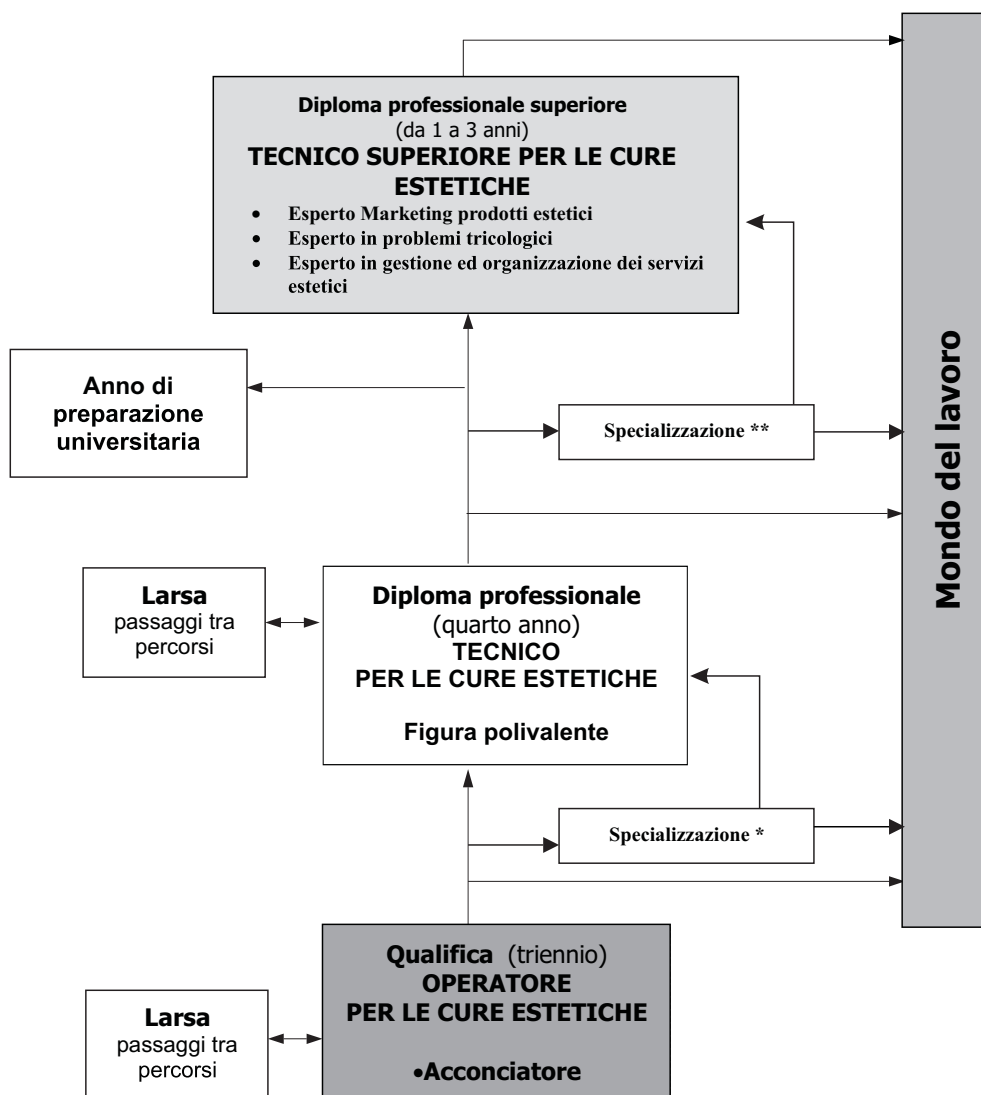 Diploma professionale superiore
(da 1 a 3 anni)
TECNICO SUPERIORE PER LE CURE
ESTETICHE
• Esperto Marketing prodotti estetici
• Esperto in problemi tricologici
• Esperto in gestione ed organizzazione dei servizi
estetici
Anno di
preparazione
universitaria
Specializzazione **
Mondo del lavoro
Larsa
passaggi tra
percorsi
Diploma professionale
(quarto anno)
TECNICO
PER LE CURE ESTETICHE
Figura polivalente
Specializzazione *
Qualifica (triennio)
OPERATORE
PER LE CURE ESTETICHE
•Acconciatore
Larsa
passaggi tra
percorsi